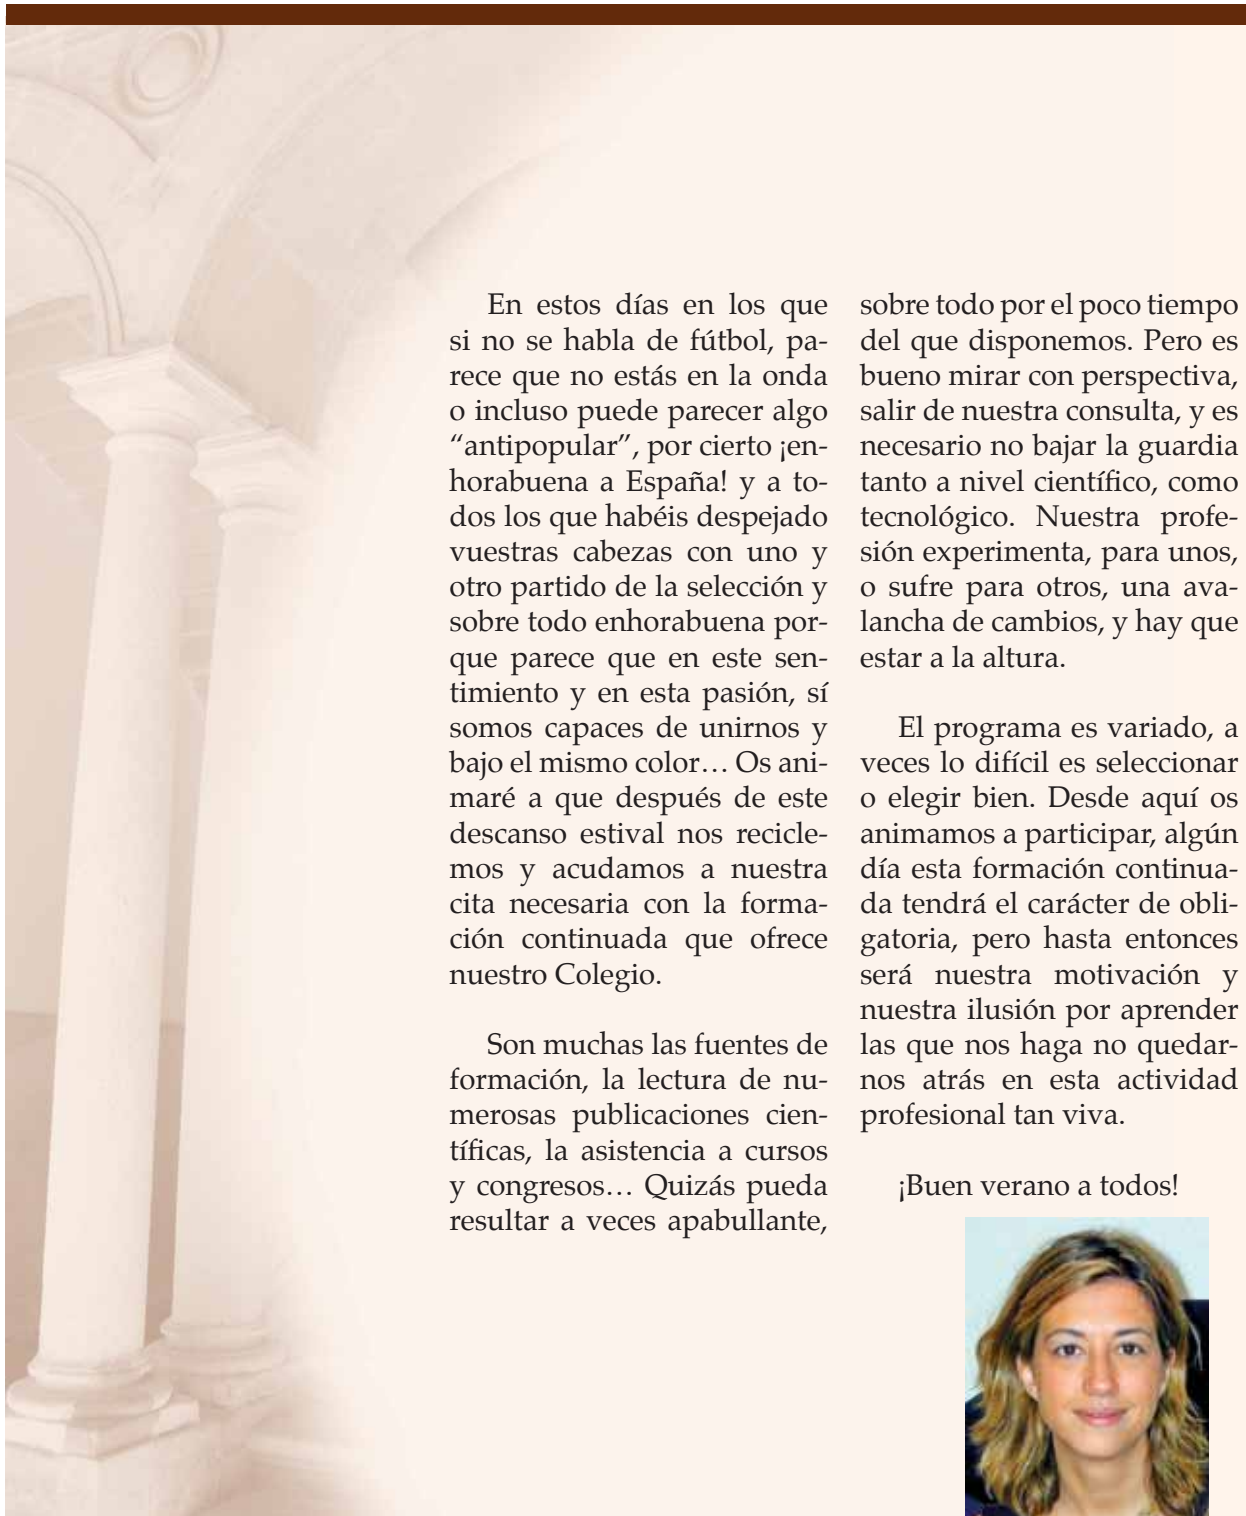 En estos días en los que
si no se habla de fútbol, pa-
rece que no estás en la onda
o incluso puede parecer algo
“antipopular”, por cierto ¡en-
horabuena a España! y a to-
dos los que habéis despejado
vuestras cabezas con uno y
otro partido de la selección y
sobre todo enhorabuena por-
que parece que en este sen-
timiento y en esta pasión, sí
somos capaces de unirnos y
bajo el mismo color… Os ani-
maré a que después de este
descanso estival nos recicle-
mos y acudamos a nuestra
cita necesaria con la forma-
ción continuada que ofrece
nuestro Colegio.
Son muchas las fuentes de
formación, la lectura de nu-
merosas publicaciones cien-
tíficas, la asistencia a cursos
y congresos… Quizás pueda
resultar a veces apabullante,
sobre todo por el poco tiempo
del que disponemos. Pero es
bueno mirar con perspectiva,
salir de nuestra consulta, y es
necesario no bajar la guardia
tanto a nivel científico, como
tecnológico. Nuestra profe-
sión experimenta, para unos,
o sufre para otros, una ava-
lancha de cambios, y hay que
estar a la altura.
El programa es variado, a
veces lo difícil es seleccionar
o elegir bien. Desde aquí os
animamos a participar, algún
día esta formación continua-
da tendrá el carácter de obli-
gatoria, pero hasta entonces
será nuestra motivación y
nuestra ilusión por aprender
las que nos haga no quedar-
nos atrás en esta actividad
profesional tan viva.
¡Buen verano a todos!